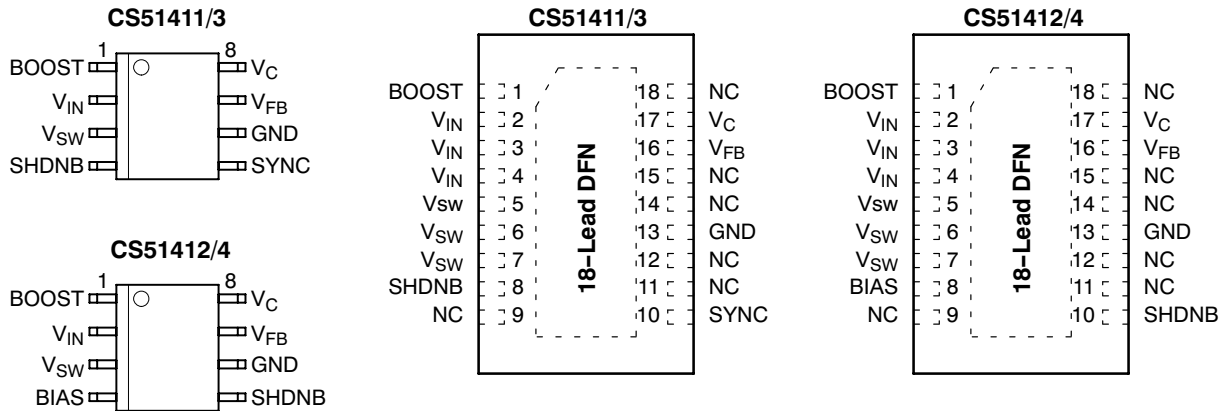 CS51411/3
1 8
BOOST V_C
V_IN V_FB
V_SW GND
SHDNB SYNC
CS51412/4
1 8
BOOST V_C
V_IN V_FB
V_SW GND
BIAS SHDNB
CS51411/3
BOOST 1 18 NC
V_IN 2 17 V_C
V_IN 3 16 V_FB
V_IN 4 15 NC
Vsw 5 14 NC
V_SW 6 13 GND
V_SW 7 12 NC
SHDNB 8 11 NC
NC 9 10 SYNC
18–Lead DFN
CS51412/4
BOOST 1 18 NC
V_IN 2 17 V_C
V_IN 3 16 V_FB
V_IN 4 15 NC
Vsw 5 14 NC
V_SW 6 13 GND
V_SW 7 12 NC
BIAS 8 11 NC
NC 9 10 SHDNB
18–Lead DFN